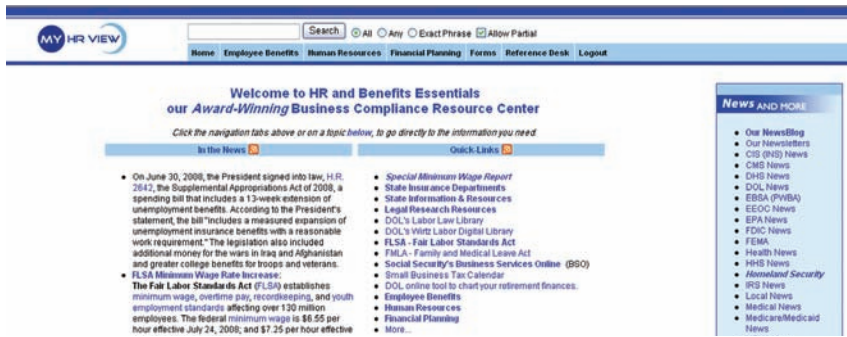 MY HR VIEW
Search All Any Exact Phrase Allow Partial
Home Employee Benefits Human Resources Financial Planning Forms Reference Desk Logout
Welcome to HR and Benefits Essentials
our Award-Winning Business Compliance Resource Center
Click the navigation tabs above or on a topic below, to go directly to the information you need.
In the News
On June 30, 2008, the President signed into law, H.R.
2642, the Supplemental Appropriations Act of 2008, a
spending bill that includes a 13-week extension of
unemployment benefits. According to the President's
statement, the bill "includes a measured expansion of
unemployment insurance benefits with a reasonable
work requirement." The legislation also included
additional money for the wars in Iraq and Afghanistan
and greater college benefits for troops and veterans.
FLSA Minimum Wage Rate Increase:
The Fair Labor Standards Act (FLSA) establishes
minimum wage, overtime pay, recordkeeping, and youth
employment standards affecting over 130 million
employees. The federal minimum wage is $6.55 per
hour effective July 24, 2008; and $7.25 per hour effective
Quick-Links
Special Minimum Wage Report
State Insurance Departments
State Information & Resources
Legal Research Resources
DOL's Labor Law Library
DOL's Wirtz Labor Digital Library
FLSA - Fair Labor Standards Act
FMLA - Family and Medical Leave Act
Social Security's Business Services Online (BSO)
Small Business Tax Calendar
DOL online tool to chart your retirement finances.
Employee Benefits
Human Resources
Financial Planning
More...
News AND MORE
Our NewsBlog
Our Newsletters
CIS (INS) News
CMS News
DHS News
DOL News
EBSA (PWBA)
EEOC News
EPA News
FDIC News
FEMA
Health News
HHS News
Homeland Security
IRS News
Local News
Medical News
Medicare/Medicaid
News